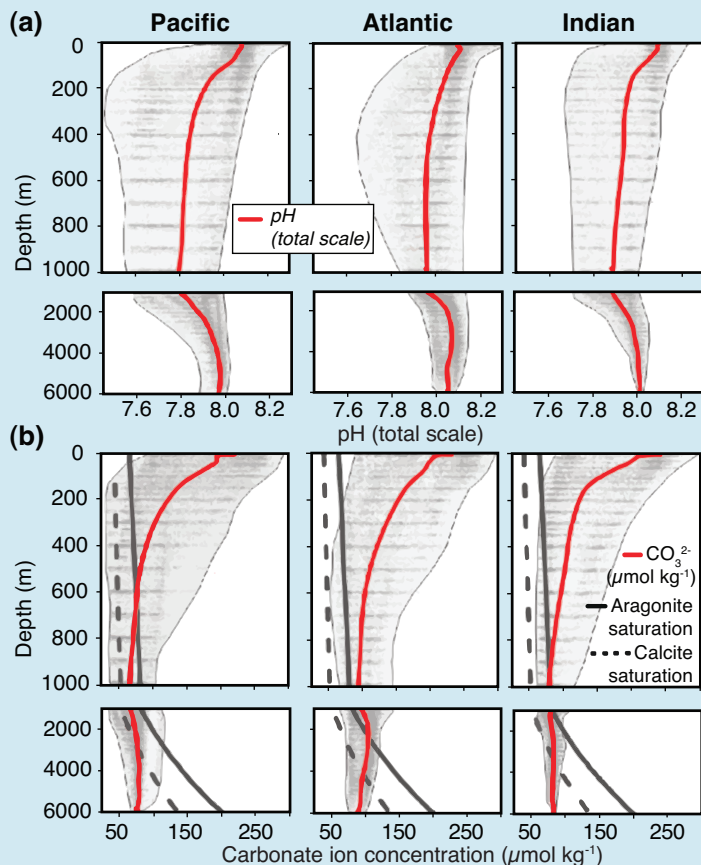 (a) Pacific Atlantic Indian
0
200
400
600
800
1000
Depth (m)
pH
(total scale)
2000
4000
6000
7.6 7.8 8.0 8.2 7.6 7.8 8.0 8.2 7.6 7.8 8.0 8.2
pH (total scale)
(b)
0
200
400
600
800
1000
Depth (m)
CO₃²⁻
(µmol kg⁻¹)
Aragonite
saturation
Calcite
saturation
2000
4000
6000
50 150 250 50 150 250 50 150 250
Carbonate ion concentration (µmol kg⁻¹)